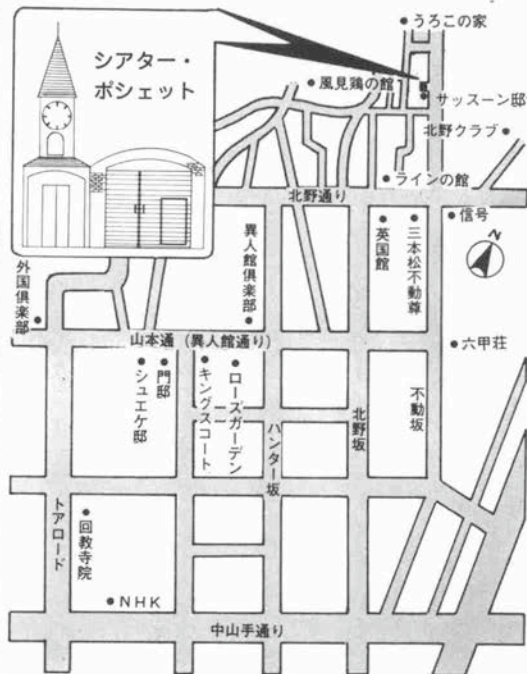 シアター・
ポシェット
うろこの家
風見鶏の館
サッスーン邸
北野クラブ
ラインの館
北野通り
信号
N
外国倶楽部
異人館倶楽部
英国館
三本松不動尊
山本通(異人館通り)
六甲荘
シュエケ邸
門邸
キングスコート
ローズガーデン
ハンター坂
北野坂
不動坂
トアロード
回教寺院
NHK
中山手通り